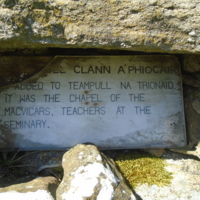 CLANN A'PHIOCAIR
ADDED TO TEAMPULL NA TRIONAID
IT WAS THE CHAPEL OF THE
MACVICARS, TEACHERS AT THE
SEMINARY.